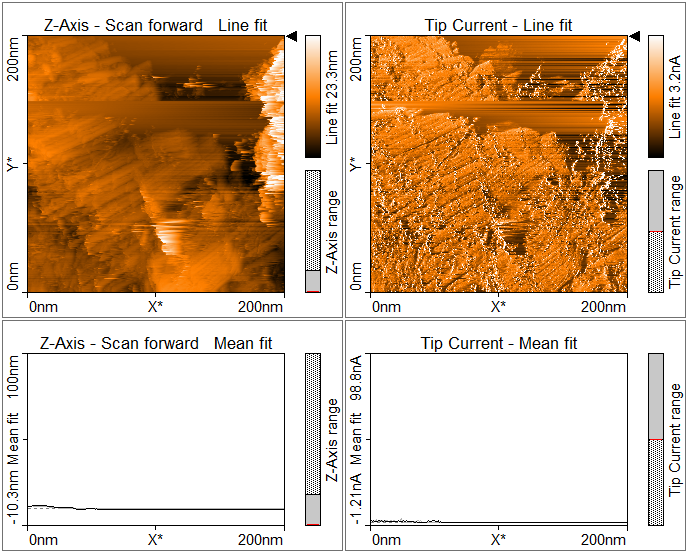 Z-Axis - Scan forward   Line fit
200nm
Y*
0nm
0nm
X*
200nm
Line fit 23.3nm
Z-Axis range
Tip Current - Line fit
200nm
Y*
0nm
0nm
X*
200nm
Line fit 3.2nA
Tip Current range
Z-Axis - Scan forward   Mean fit
100nm
Mean fit
-10.3nm
0nm
X*
200nm
Z-Axis range
Tip Current - Mean fit
98.8nA
Mean fit
-1.21nA
0nm
X*
200nm
Tip Current range